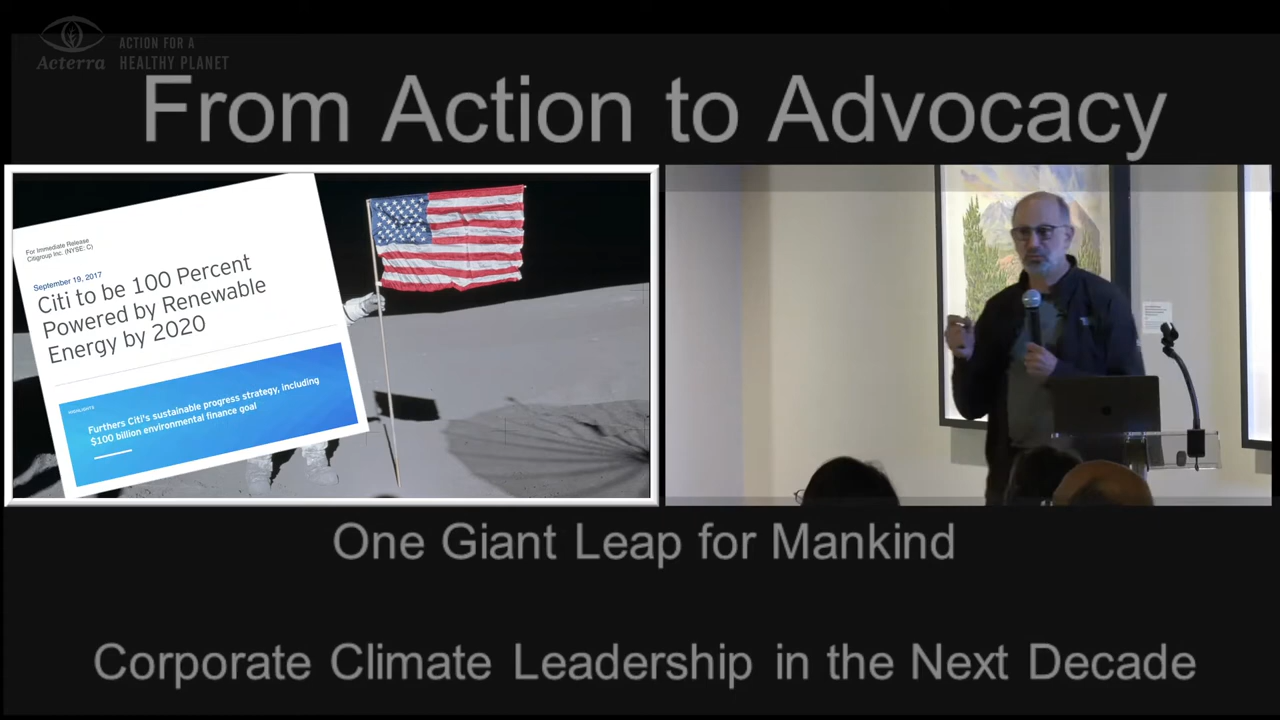 Acterra
ACTION FOR A
HEALTHY PLANET
From Action to Advocacy
For Immediate Release
Citigroup Inc. (NYSE: C)
September 19, 2017
Citi to be 100 Percent
Powered by Renewable
Energy by 2020
HIGHLIGHTS
Furthers Citi's sustainable progress strategy, including
$100 billion environmental finance goal
One Giant Leap for Mankind
Corporate Climate Leadership in the Next Decade